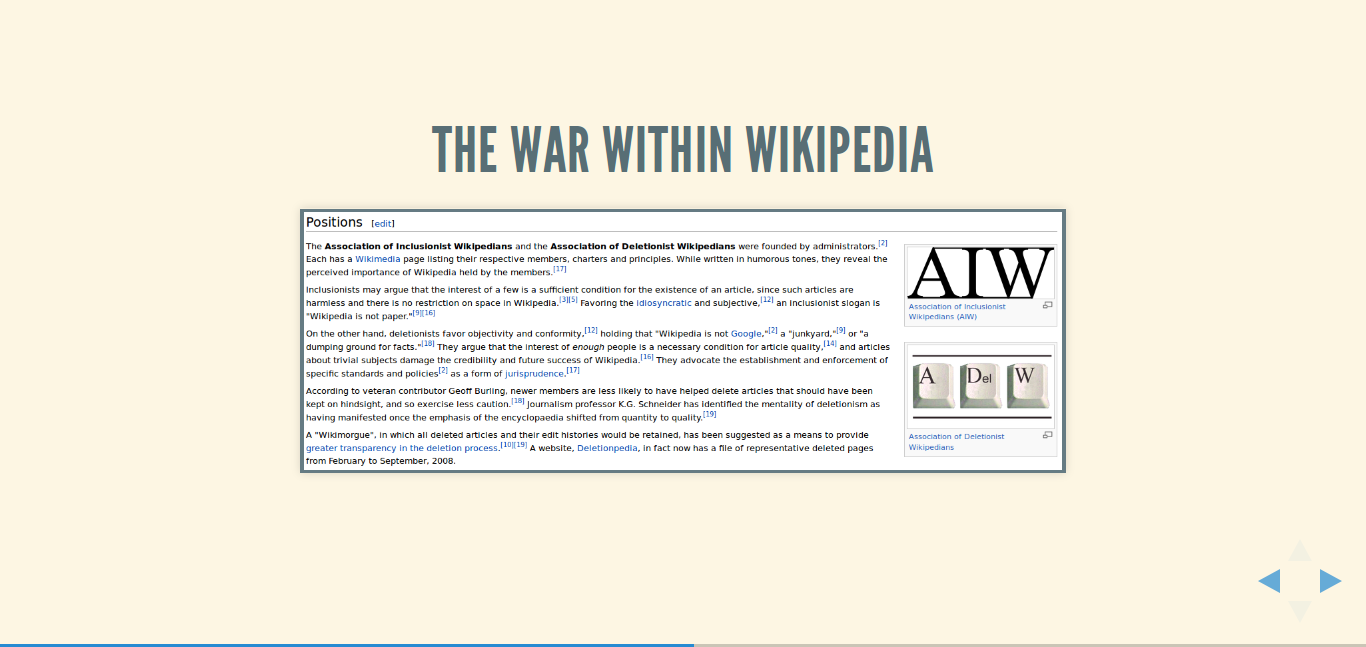 THE WAR WITHIN WIKIPEDIA
Positions [edit]
The Association of Inclusionist Wikipedians and the Association of Deletionist Wikipedians were founded by administrators.[2]
Each has a Wikimedia page listing their respective members, charters and principles. While written in humorous tones, they reveal the
perceived importance of Wikipedia held by the members.[17]
Inclusionists may argue that the interest of a few is a sufficient condition for the existence of an article, since such articles are
harmless and there is no restriction on space in Wikipedia.[3][5] Favoring the idiosyncratic and subjective,[12] an inclusionist slogan is
"Wikipedia is not paper."[9][16]
On the other hand, deletionists favor objectivity and conformity,[12] holding that "Wikipedia is not Google,"[2] a "junkyard,"[9] or "a
dumping ground for facts."[18] They argue that the interest of enough people is a necessary condition for article quality,[14] and articles
about trivial subjects damage the credibility and future success of Wikipedia.[16] They advocate the establishment and enforcement of
specific standards and policies[2] as a form of jurisprudence.[17]
According to veteran contributor Geoff Burling, newer members are less likely to have helped delete articles that should have been
kept on hindsight, and so exercise less caution.[18] Journalism professor K.G. Schneider has identified the mentality of deletionism as
having manifested once the emphasis of the encyclopaedia shifted from quantity to quality.[19]
A "Wikimorgue", in which all deleted articles and their edit histories would be retained, has been suggested as a means to provide
greater transparency in the deletion process.[10][19] A website, Deletionpedia, in fact now has a file of representative deleted pages
from February to September, 2008.
AIW
Association of Inclusionist
Wikipedians (AIW)
A Del W
Association of Deletionist
Wikipedians